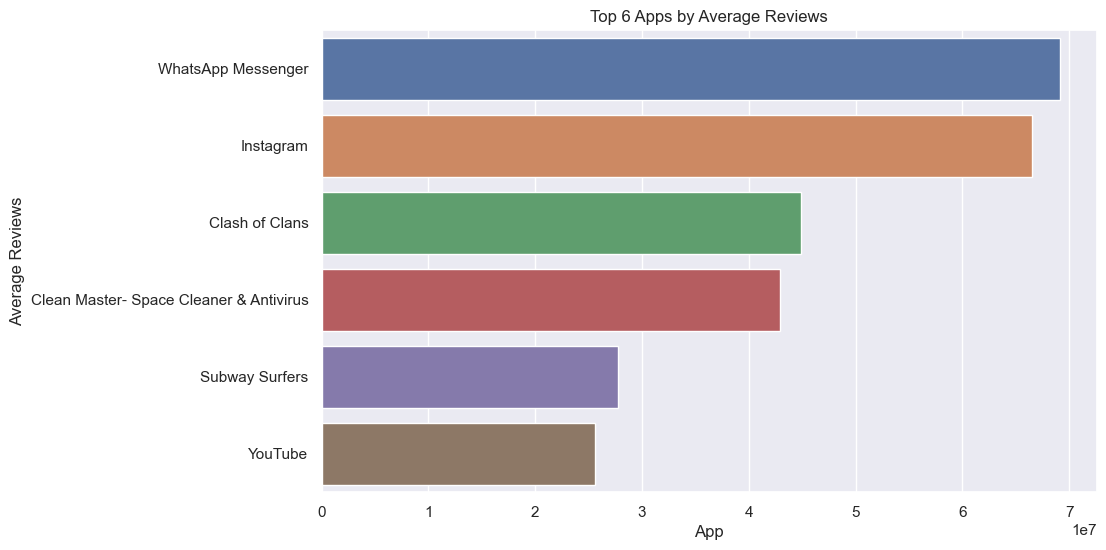 Top 6 Apps by Average Reviews
WhatsApp Messenger
Instagram
Clash of Clans
Clean Master- Space Cleaner & Antivirus
Subway Surfers
YouTube
Average Reviews
0 1 2 3 4 5 6 7
1e7
App